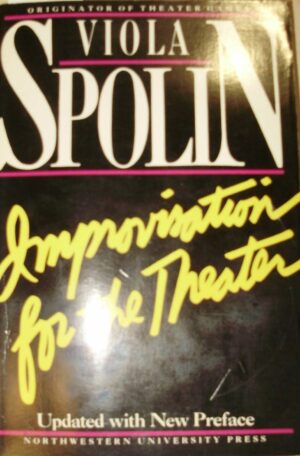 ORIGINATOR OF THEATER GAMES
VIOLA
SPOLIN
Improvisation
for the Theater
Updated with New Preface
NORTHWESTERN UNIVERSITY PRESS